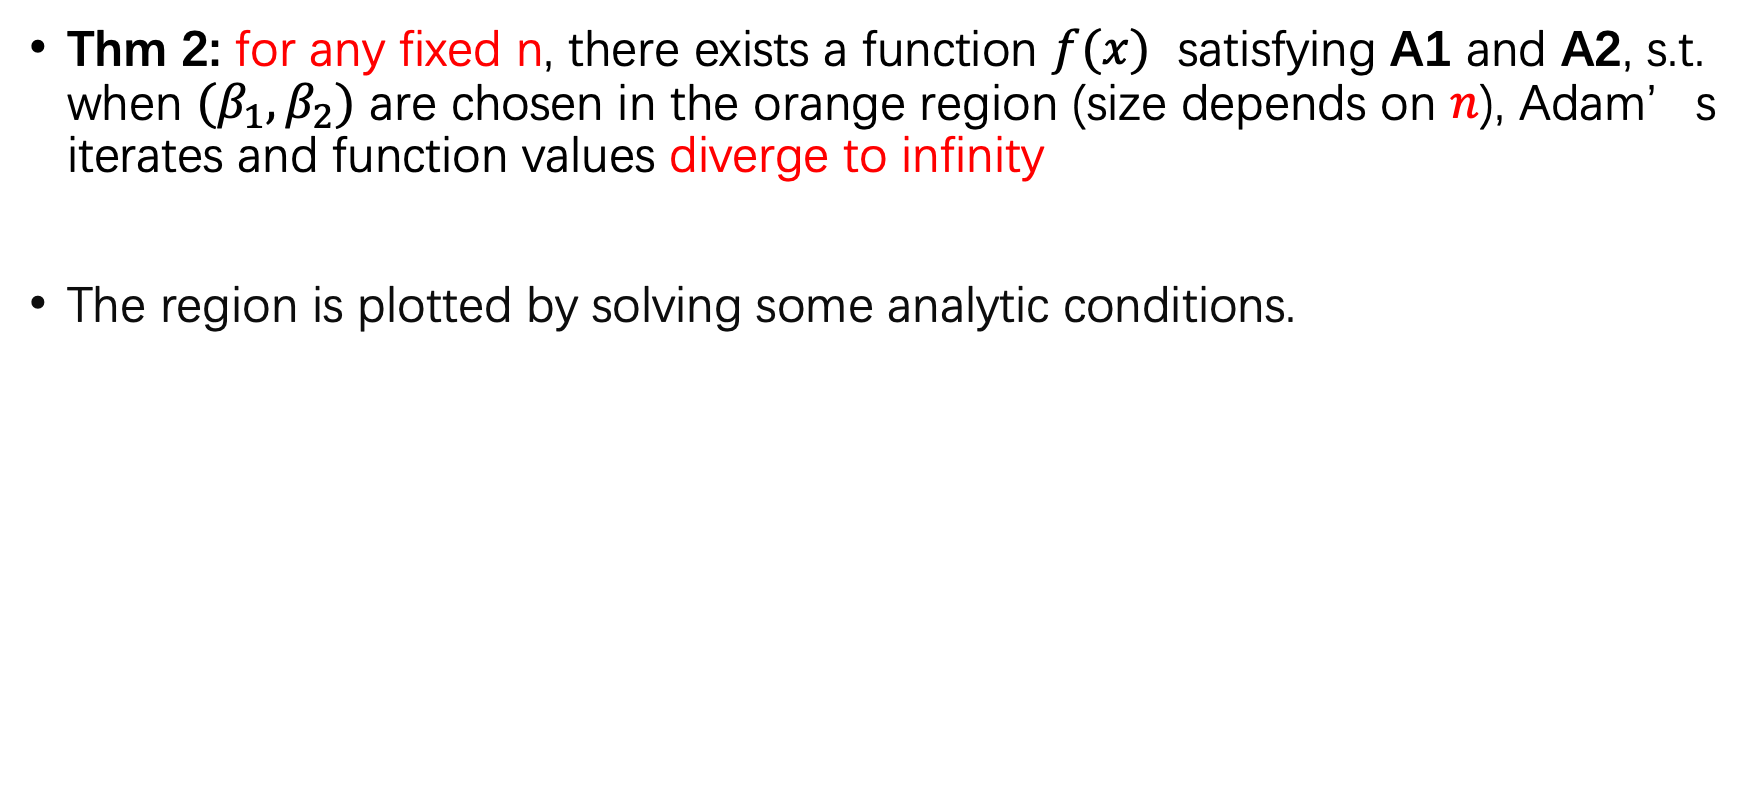 • Thm 2: for any fixed n, there exists a function f(x) satisfying A1 and A2, s.t.
when (β₁, β₂) are chosen in the orange region (size depends on n), Adam’ s
iterates and function values diverge to infinity
• The region is plotted by solving some analytic conditions.